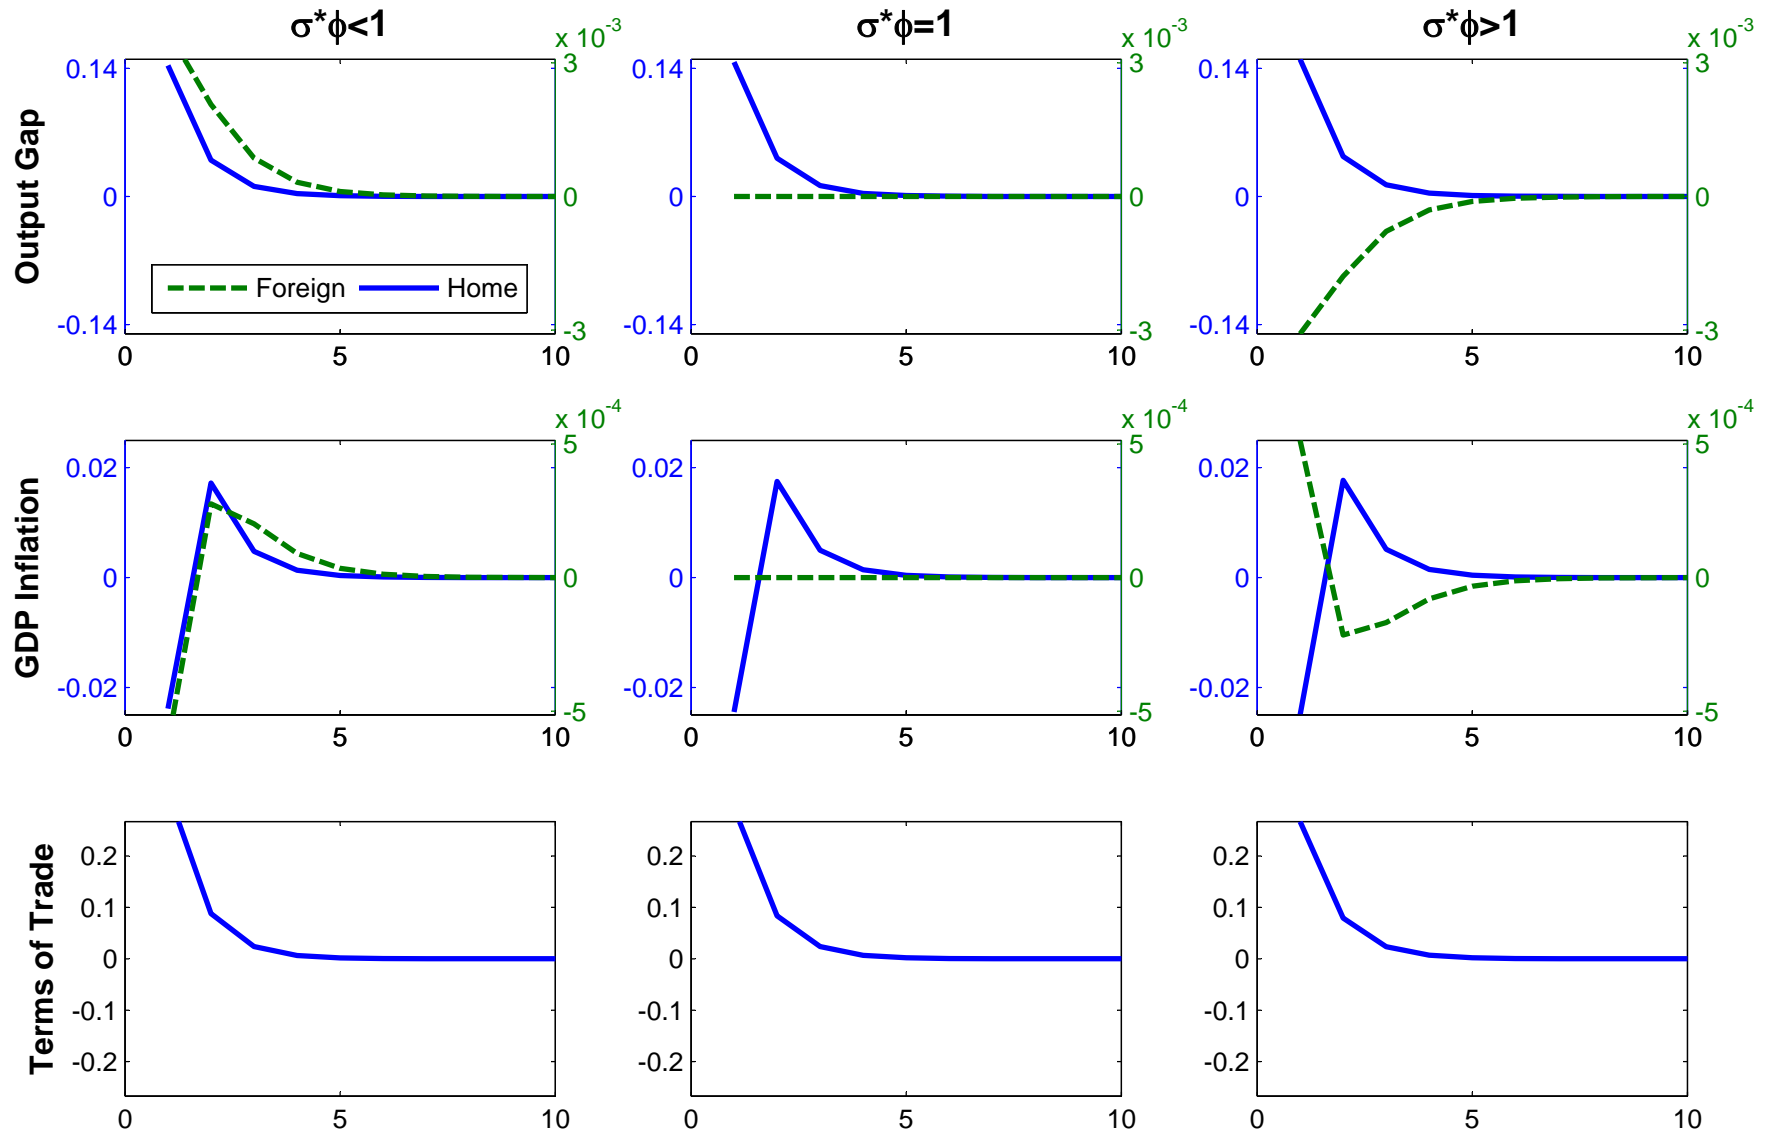 σ*ϕ<1
σ*ϕ=1
σ*ϕ>1
Output Gap
x 10-3
0.14
0
-0.14
3
0
-3
0 5 10
Foreign Home
x 10-3
0.14
0
-0.14
3
0
-3
0 5 10
x 10-3
0.14
0
-0.14
3
0
-3
0 5 10
GDP Inflation
x 10-4
0.02
0
-0.02
5
0
-5
0 5 10
x 10-4
0.02
0
-0.02
5
0
-5
0 5 10
x 10-4
0.02
0
-0.02
5
0
-5
0 5 10
Terms of Trade
0.2
0.1
0
-0.1
-0.2
0 5 10
0.2
0.1
0
-0.1
-0.2
0 5 10
0.2
0.1
0
-0.1
-0.2
0 5 10